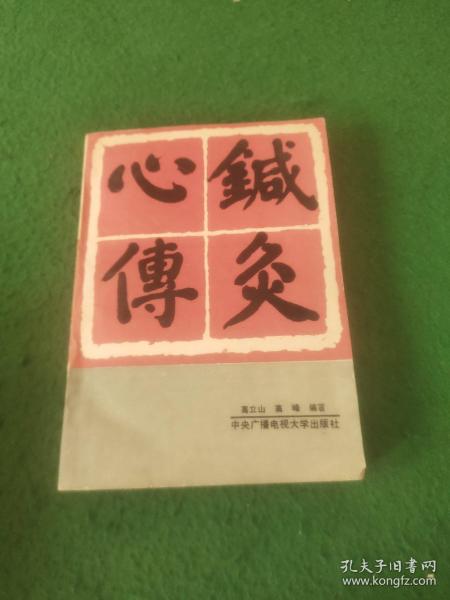 鍼灸
心傳
高立山 高峰 编著
中央广播电视大学出版社
孔夫子旧书网
www.kongfz.com